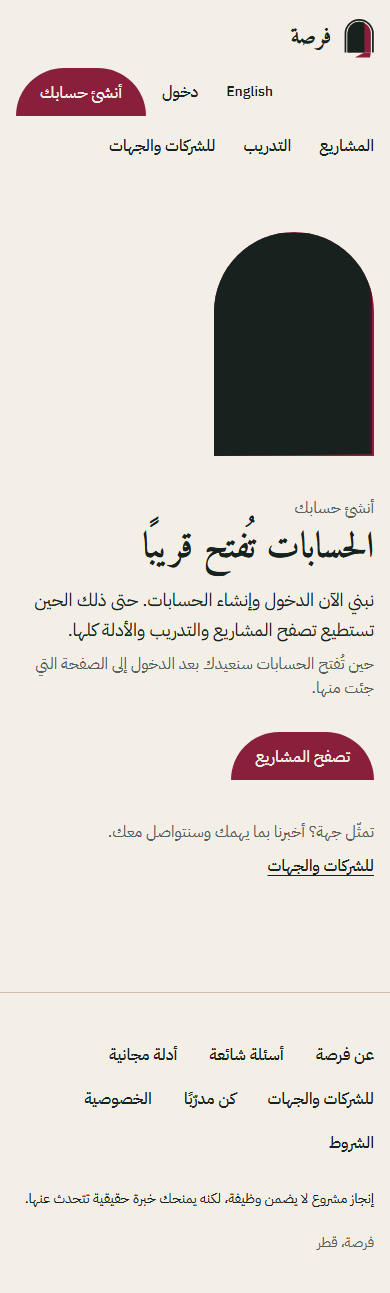 فرصة
English
دخول
أنشئ حسابك
المشاريع
التدريب
للشركات والجهات
أنشئ حسابك
الحسابات تُفتح قريبًا
نبني الآن الدخول وإنشاء الحسابات. حتى ذلك الحين
تستطيع تصفح المشاريع والتدريب والأدلة كلها.
حين تُفتح الحسابات سنعيدك بعد الدخول إلى الصفحة التي
جئت منها.
تصفح المشاريع
تمثّل جهة؟ أخبرنا بما يهمك وسنتواصل معك.
للشركات والجهات
عن فرصة
أسئلة شائعة
أدلة مجانية
للشركات والجهات
كن مدرّبًا
الخصوصية
الشروط
إنجاز مشروع لا يضمن وظيفة، لكنه يمنحك خبرة حقيقية تتحدث عنها.
فرصة، قطر